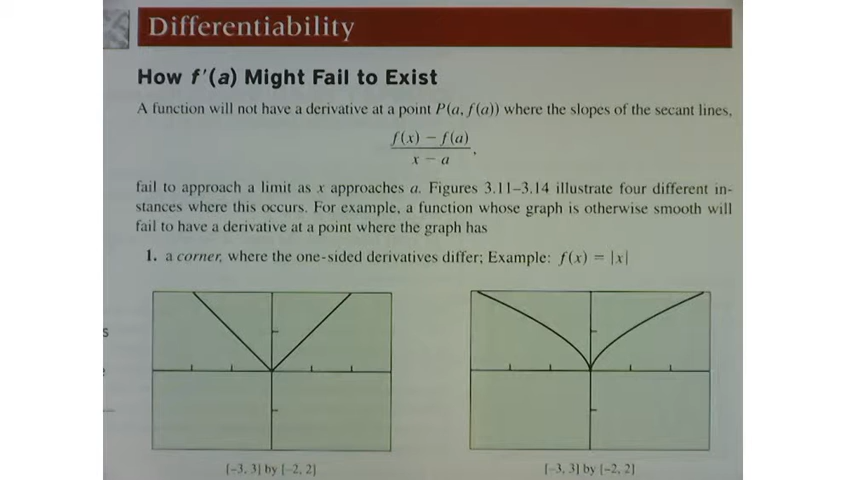 Differentiability
How f'(a) Might Fail to Exist
A function will not have a derivative at a point P(a, f(a)) where the slopes of the secant lines,
f(x) − f(a)
x − a
,
fail to approach a limit as x approaches a. Figures 3.11–3.14 illustrate four different in-
stances where this occurs. For example, a function whose graph is otherwise smooth will
fail to have a derivative at a point where the graph has
1. a corner, where the one-sided derivatives differ; Example: f(x) = |x|
s
[−3, 3] by [−2, 2]
[−3, 3] by [−2, 2]